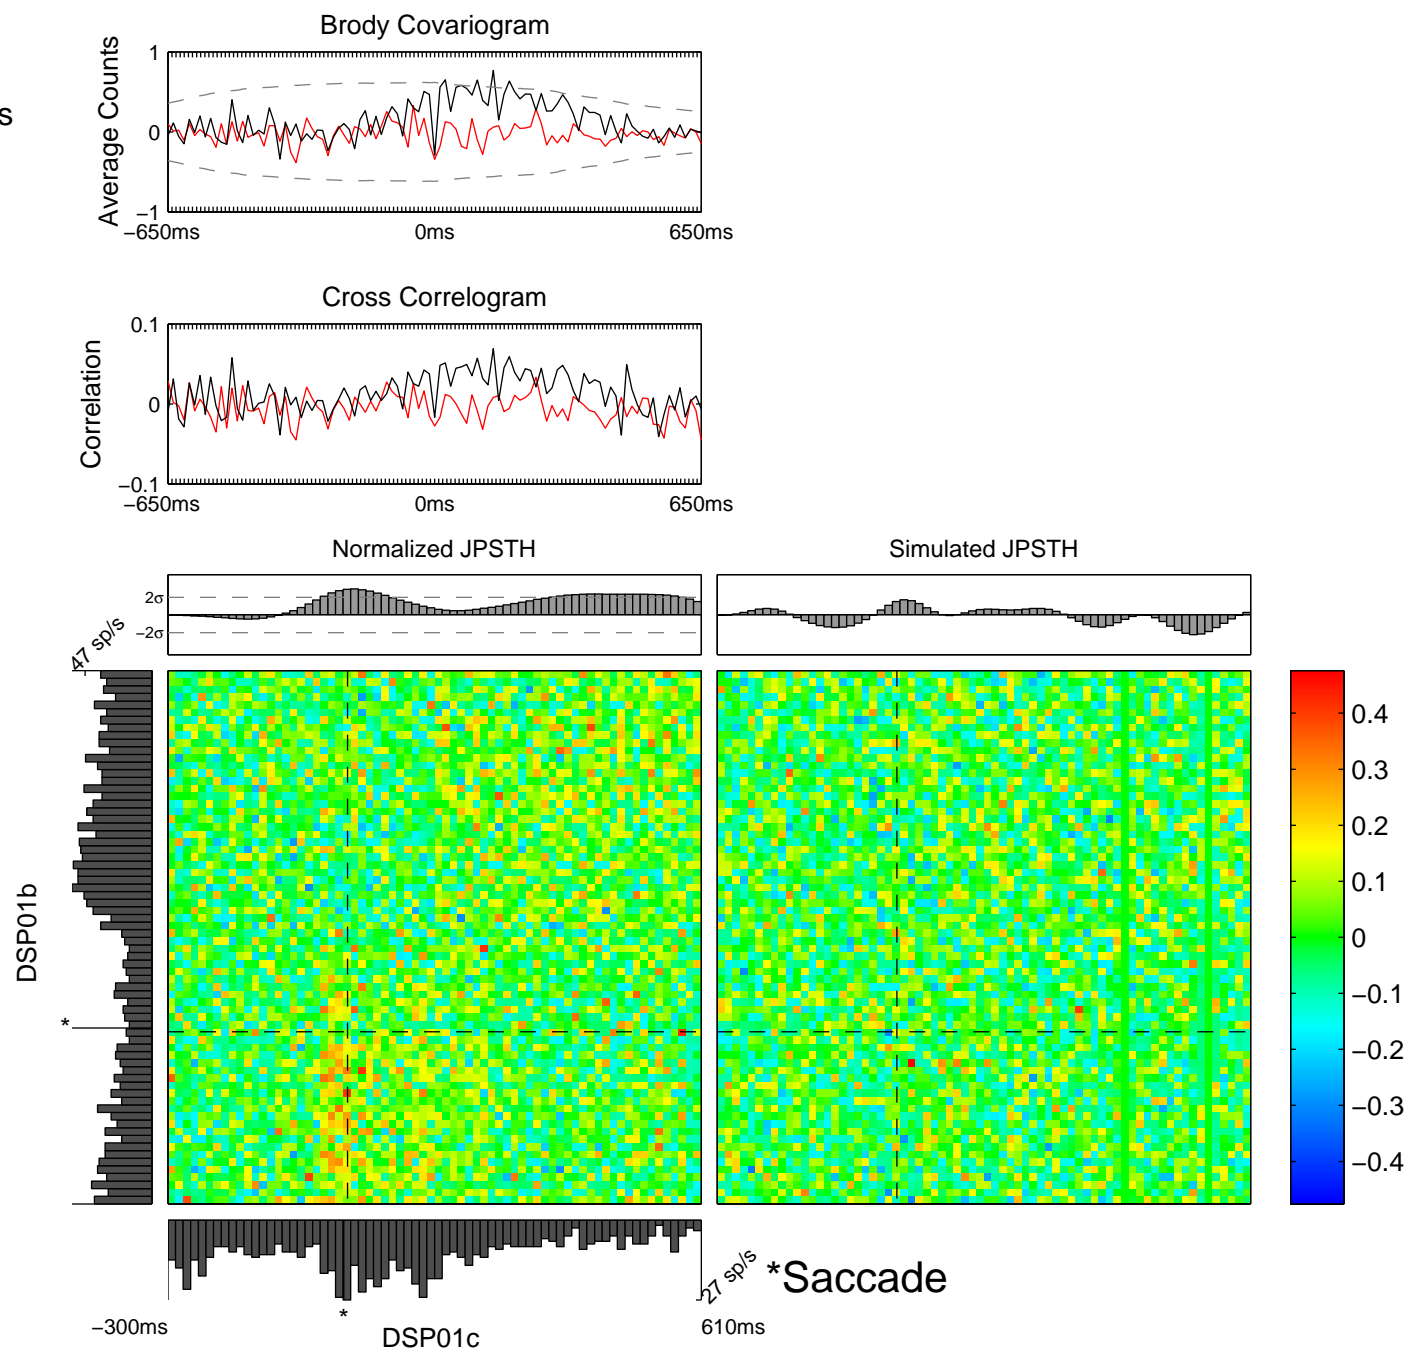 Brody Covariogram
s
Average Counts
1
0
−1
−650ms
0ms
650ms
Cross Correlogram
Correlation
0.1
0
−0.1
−650ms
0ms
650ms
Normalized JPSTH
Simulated JPSTH
2σ
−2σ
47 sp/s
DSP01b
*
0.4
0.3
0.2
0.1
0
−0.1
−0.2
−0.3
−0.4
27 sp/s
*Saccade
*
−300ms
DSP01c
610ms